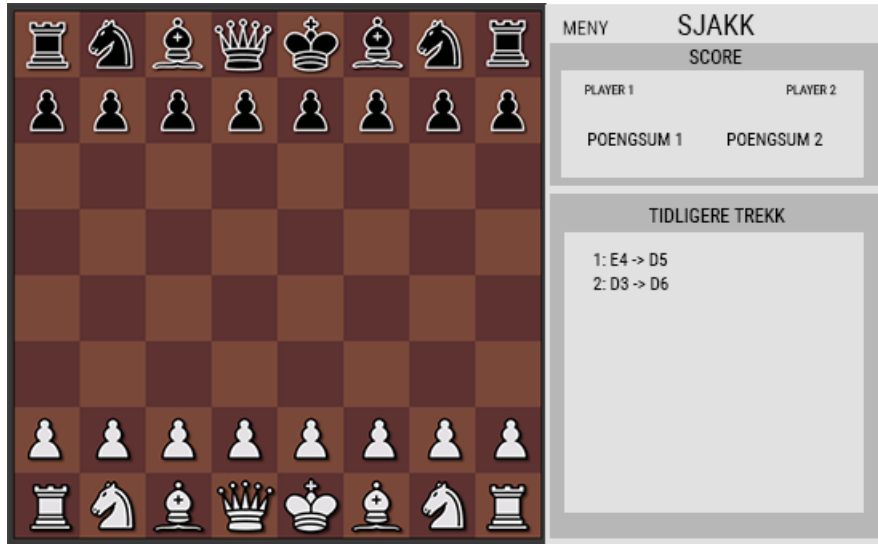 MENY SJAKK
SCORE
PLAYER 1 PLAYER 2
POENGSUM 1 POENGSUM 2
TIDLIGERE TREKK
1: E4 -> D5
2: D3 -> D6